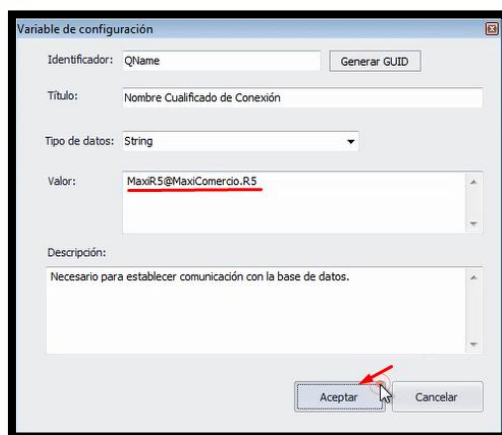 Variable de configuración
Identificador: QName Generar GUID
Título: Nombre Cualificado de Conexión
Tipo de datos: String
Valor: MaxiR5@MaxiComercio.R5
Descripción:
Necesario para establecer comunicación con la base de datos.
Aceptar Cancelar